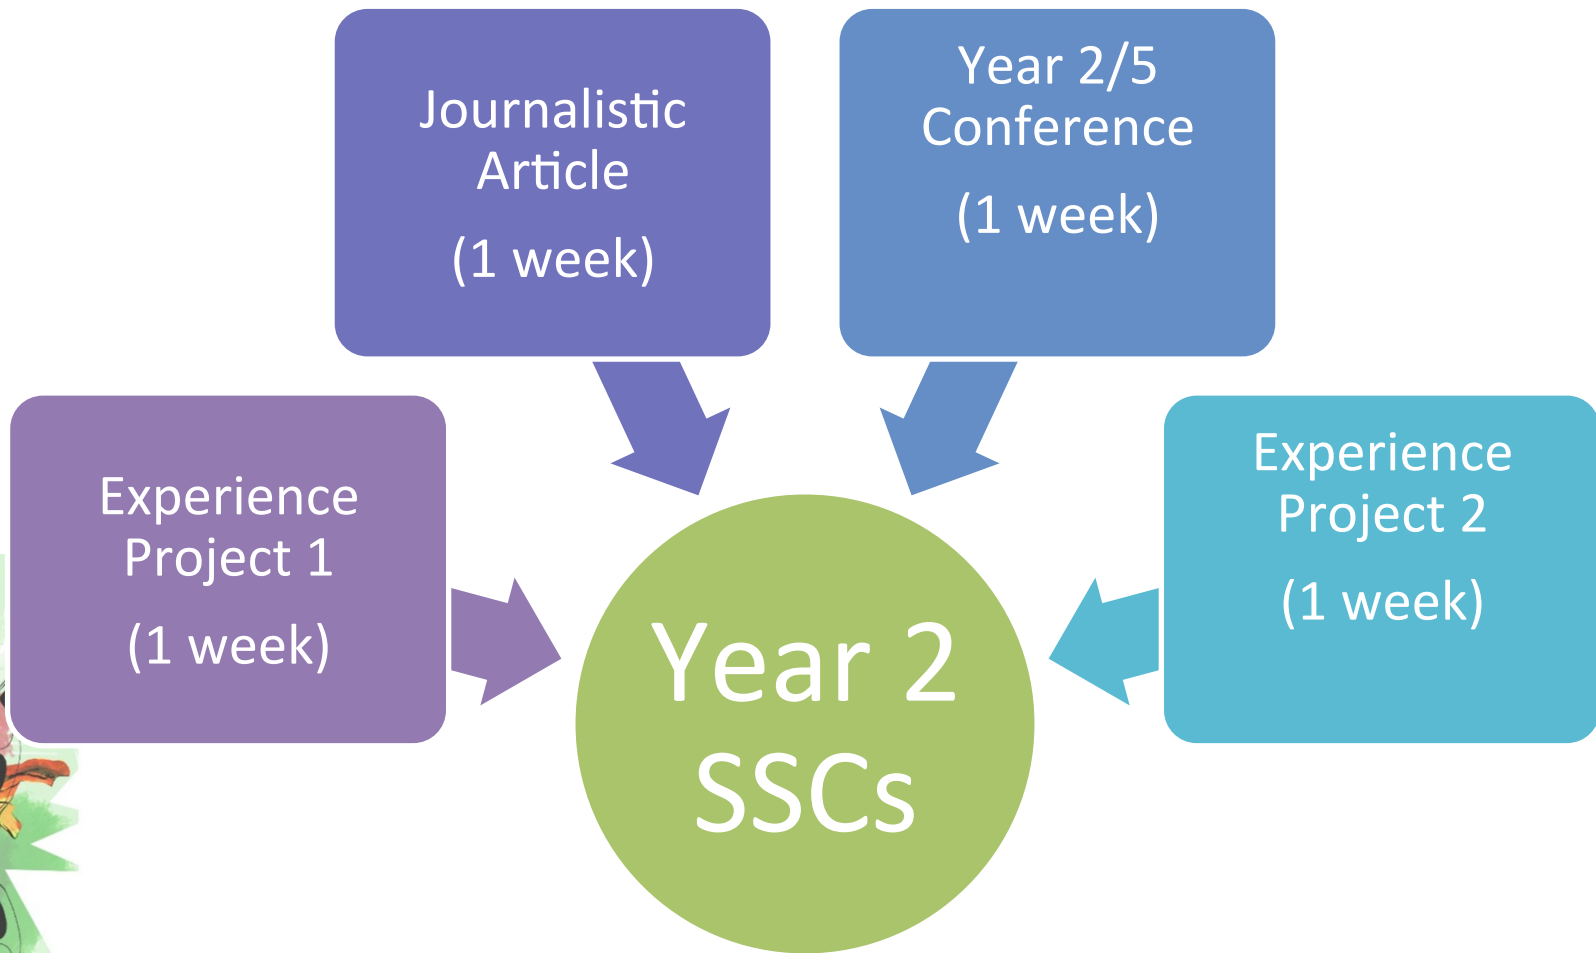 Journalistic
Article
(1 week)
Year 2/5
Conference
(1 week)
Experience
Project 1
(1 week)
Experience
Project 2
(1 week)
Year 2
SSCs